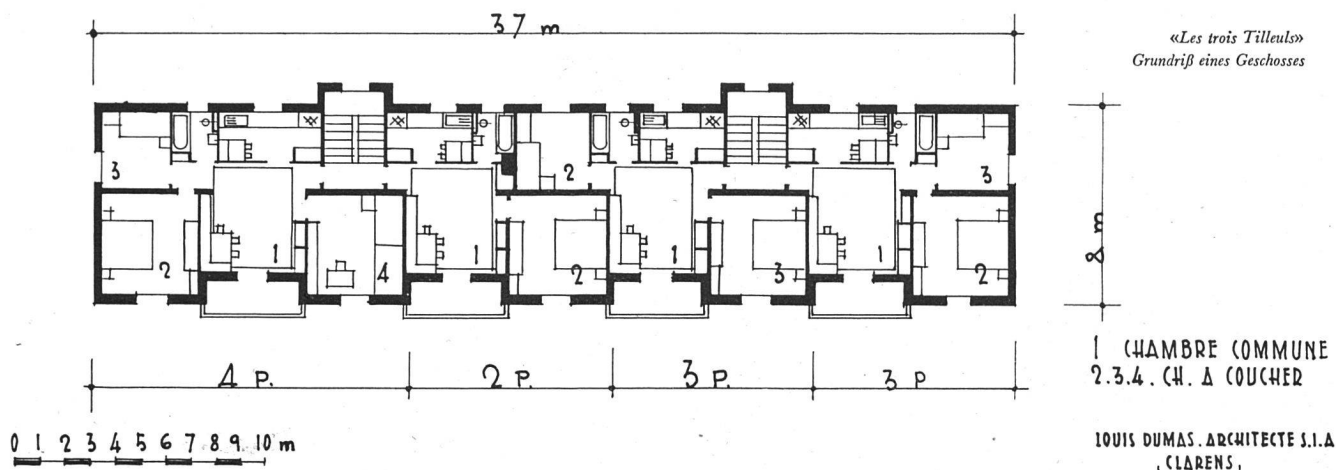 37 m
«Les trois Tilleuls»
Grundriß eines Geschosses
3 2 3
2 1 4 1 2 1 3 1 2
8 m
4 P. 2 P. 3 P. 3 P
1 CHAMBRE COMMUNE
2.3.4. CH. A COUCHER
0 1 2 3 4 5 6 7 8 9 10 m
LOUIS DUMAS. ARCHITECTE S.I.A
CLARENS.